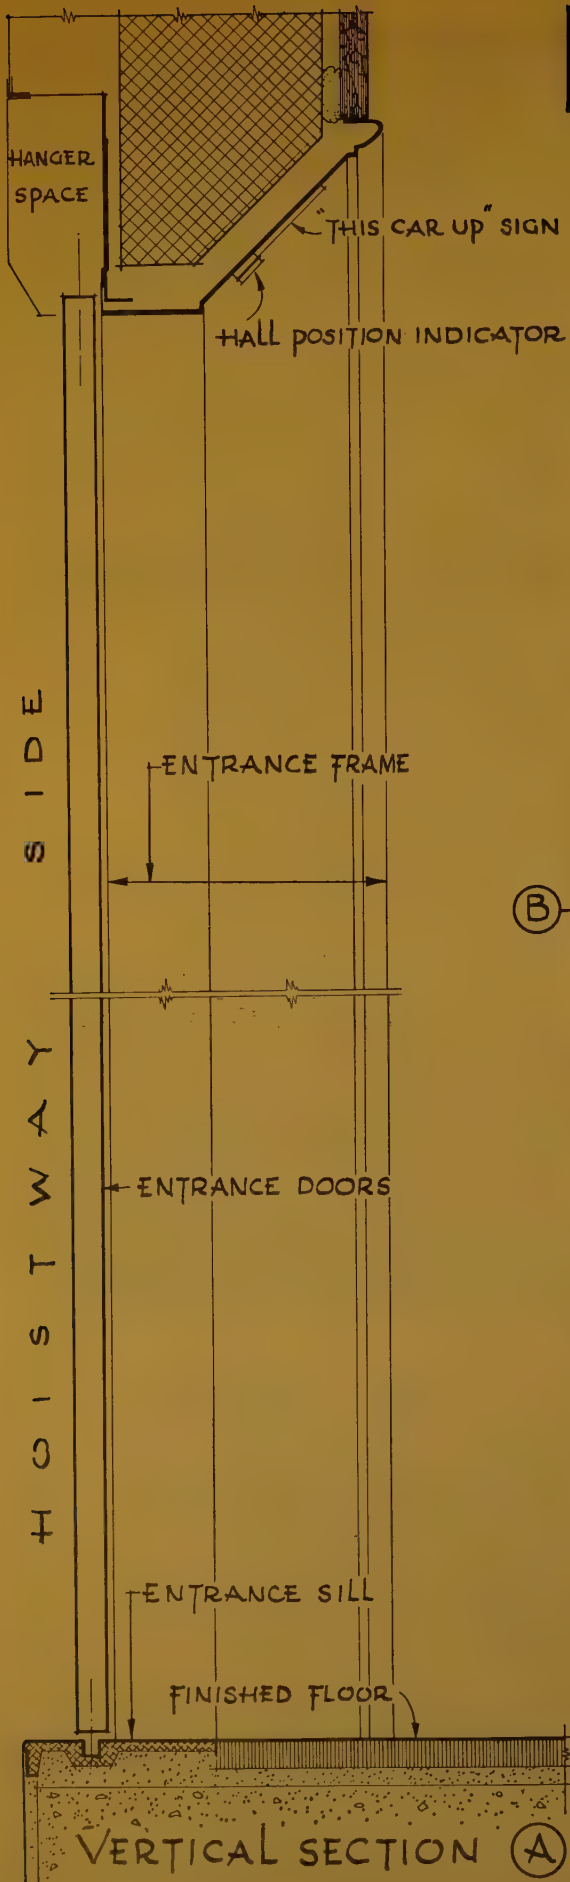 HANGER
SPACE
"THIS CAR UP" SIGN
HALL POSITION INDICATOR
HOISTWAY SIDE
ENTRANCE FRAME
B
ENTRANCE DOORS
ENTRANCE SILL
FINISHED FLOOR
VERTICAL SECTION A